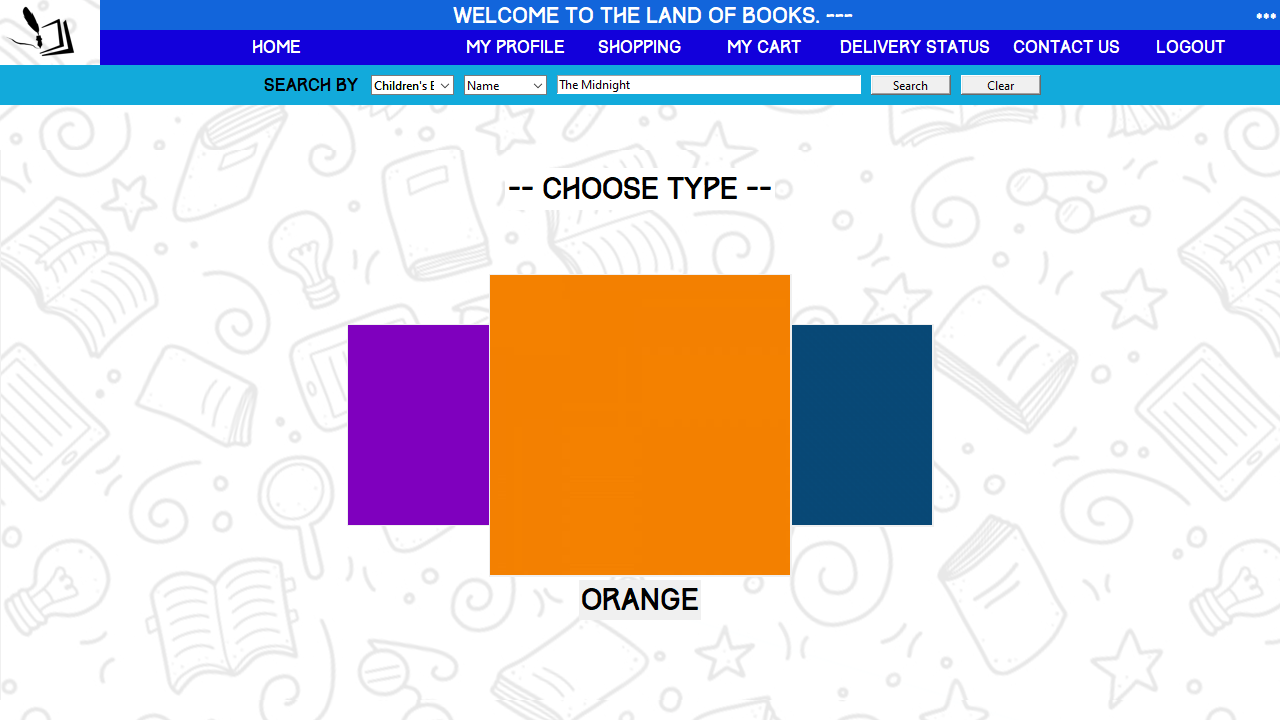 WELCOME TO THE LAND OF BOOKS. ---
HOME MY PROFILE SHOPPING MY CART DELIVERY STATUS CONTACT US LOGOUT
SEARCH BY Children's Name The Midnight Search Clear
-- CHOOSE TYPE --
ORANGE